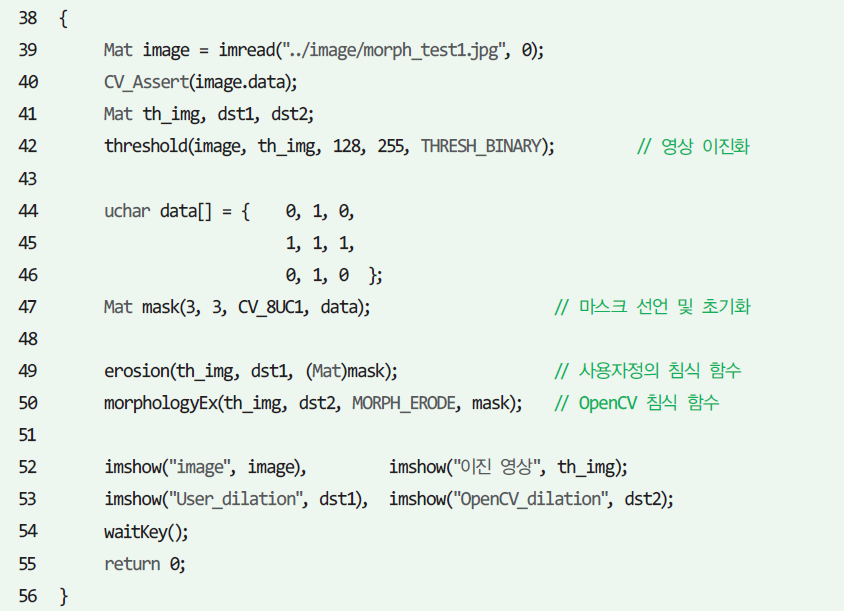 38 {
39 Mat image = imread("../image/morph_test1.jpg", 0);
40 CV_Assert(image.data);
41 Mat th_img, dst1, dst2;
42 threshold(image, th_img, 128, 255, THRESH_BINARY); // 영상 이진화
43
44 uchar data[] = { 0, 1, 0,
45 1, 1, 1,
46 0, 1, 0 };
47 Mat mask(3, 3, CV_8UC1, data); // 마스크 선언 및 초기화
48
49 erosion(th_img, dst1, (Mat)mask); // 사용자정의 침식 함수
50 morphologyEx(th_img, dst2, MORPH_ERODE, mask); // OpenCV 침식 함수
51
52 imshow("image", image), imshow("이진 영상", th_img);
53 imshow("User_dilation", dst1), imshow("OpenCV_dilation", dst2);
54 waitKey();
55 return 0;
56 }